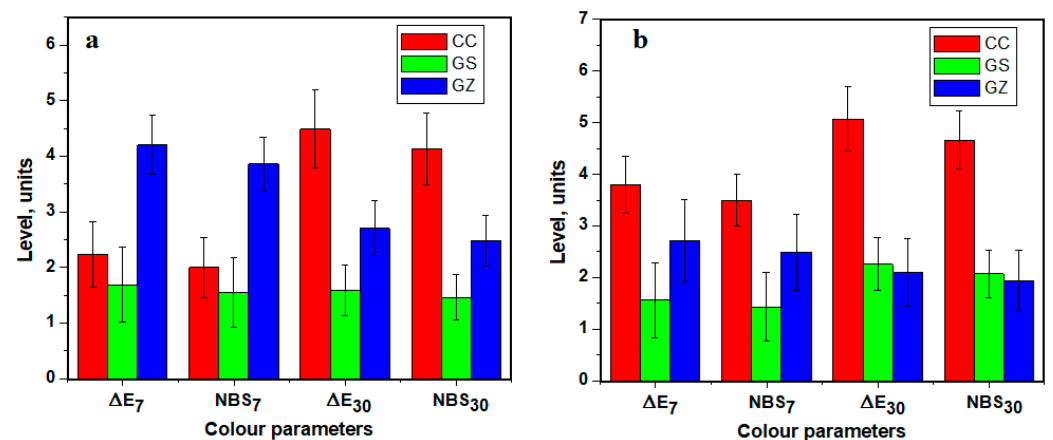 a
CC
GS
GZ
Level, units
6
5
4
3
2
1
0
ΔE7
NBS7
ΔE30
NBS30
Colour parameters
b
CC
GS
GZ
Level, units
7
6
5
4
3
2
1
0
ΔE7
NBS7
ΔE30
NBS30
Colour parameters